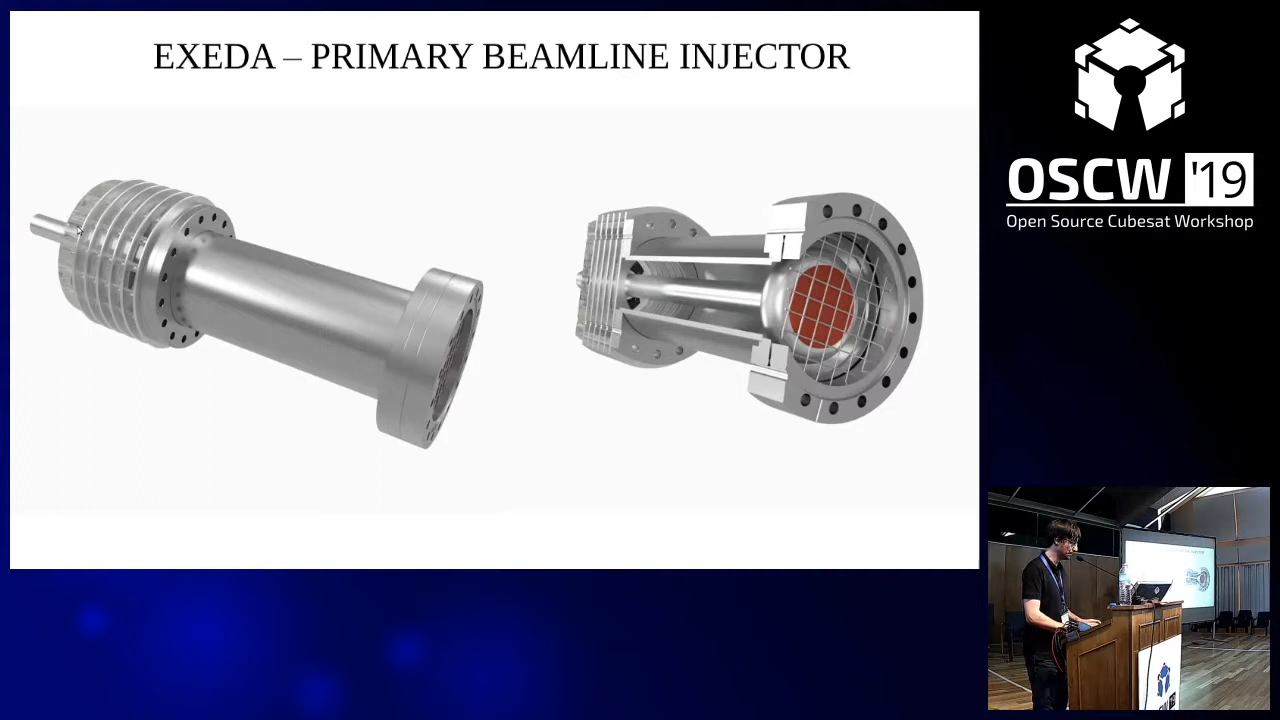 EXEDA – PRIMARY BEAMLINE INJECTOR
OSCW '19
Open Source Cubesat Workshop